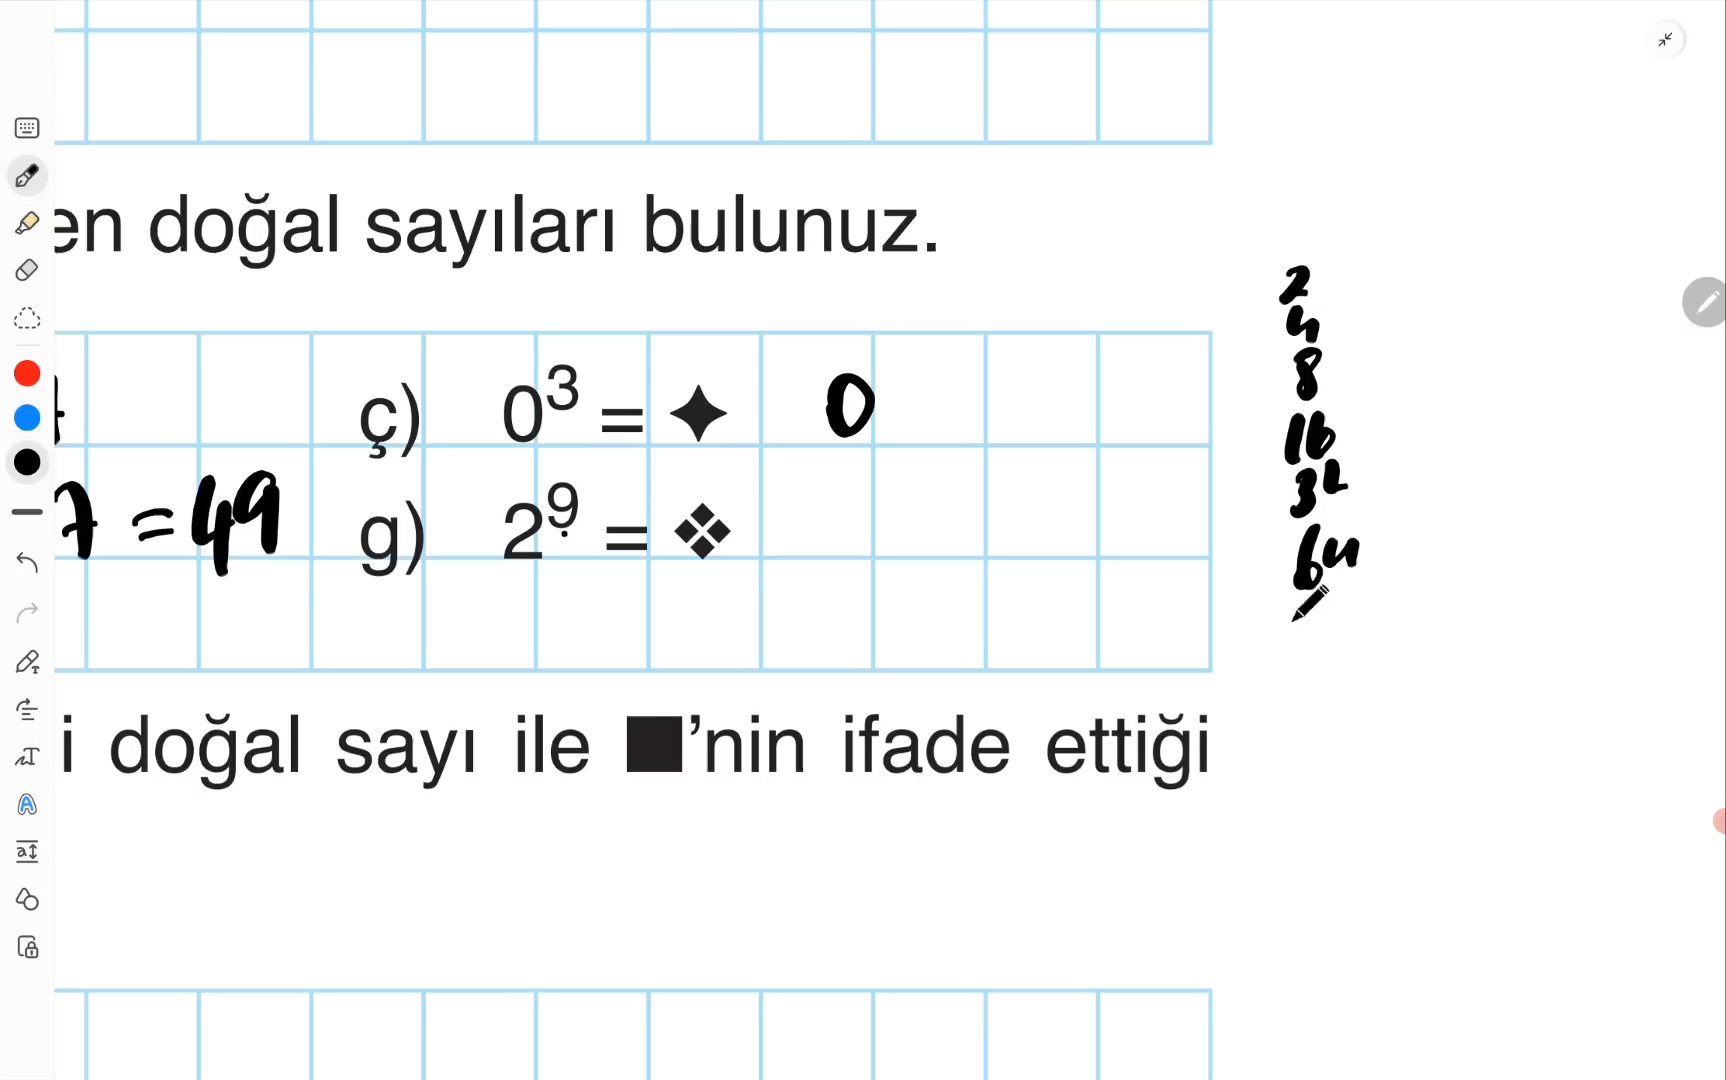 en doğal sayıları bulunuz.
ç) 0³ = ✦ 0
7 = 49 g) 2⁹ = ❖
i doğal sayı ile ■’nin ifade ettiği
2
4
8
16
32
64